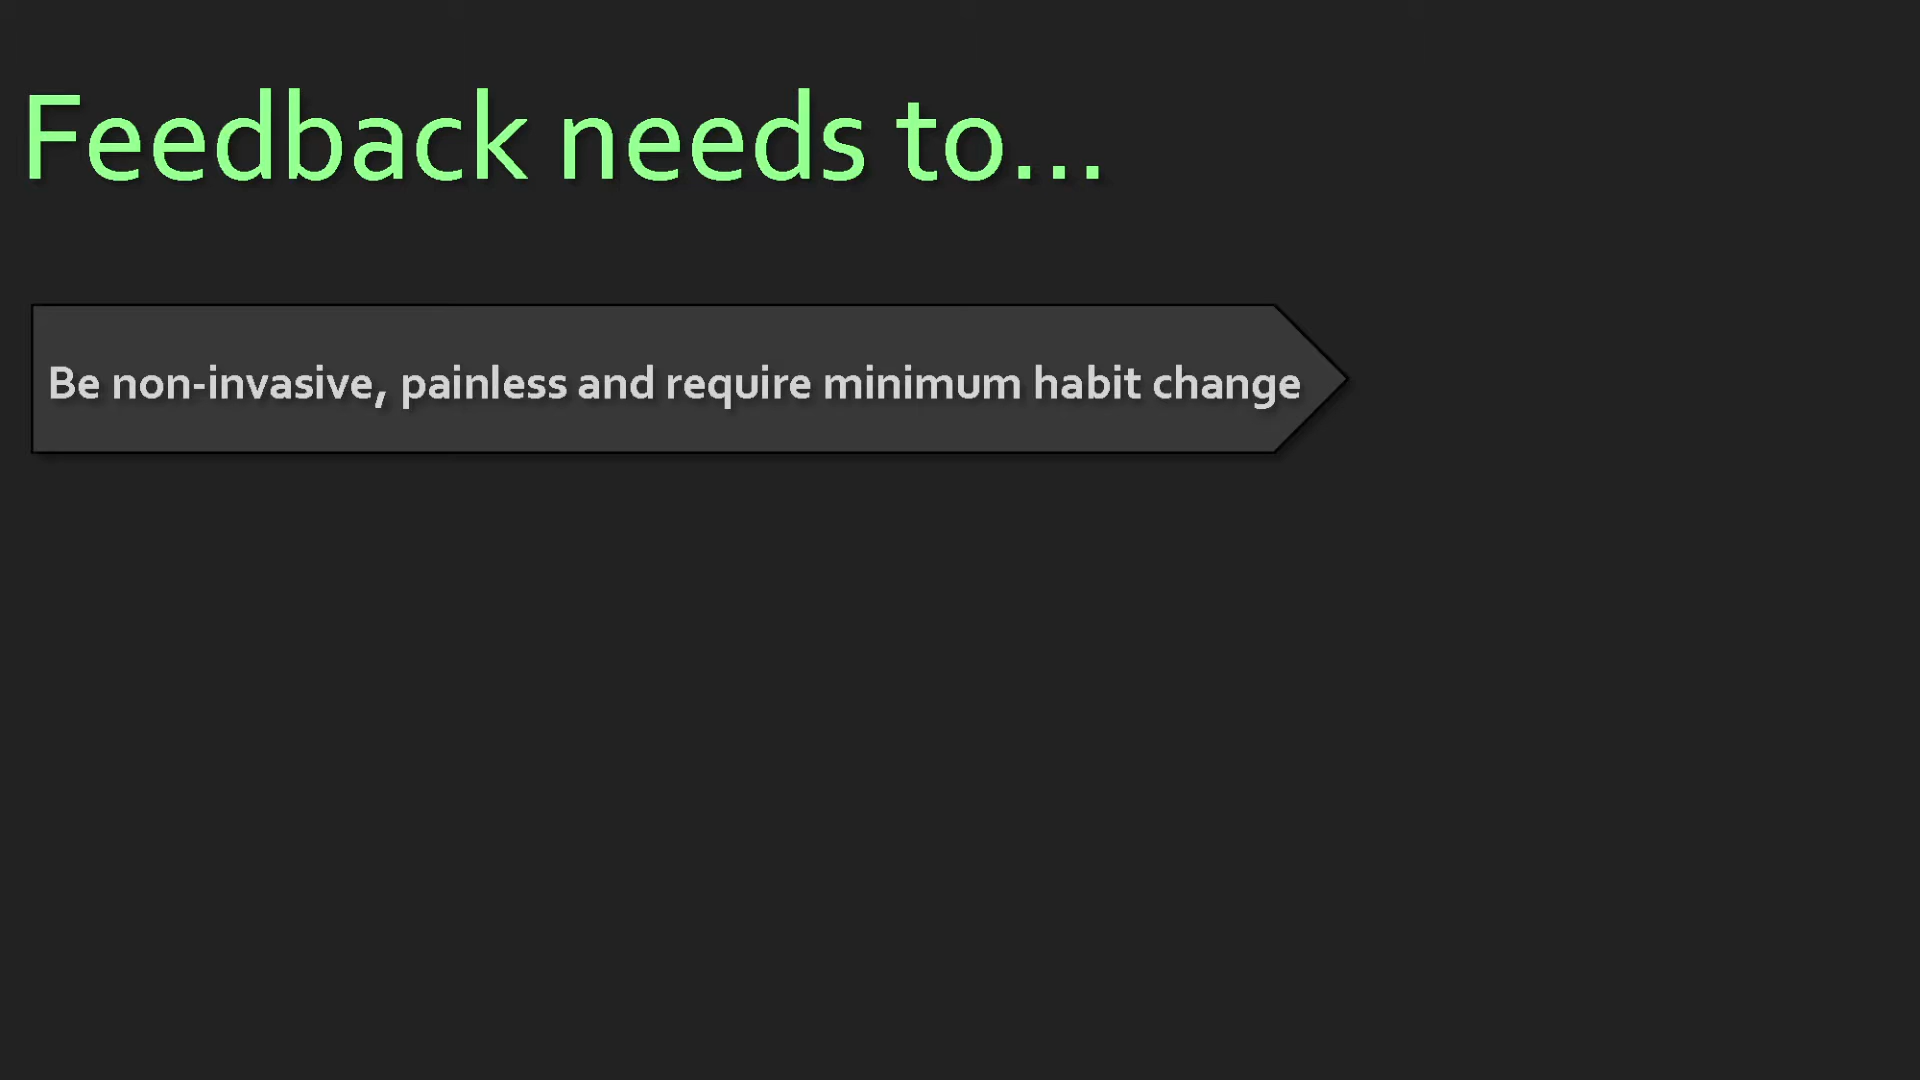 Feedback needs to...
Be non-invasive, painless and require minimum habit change